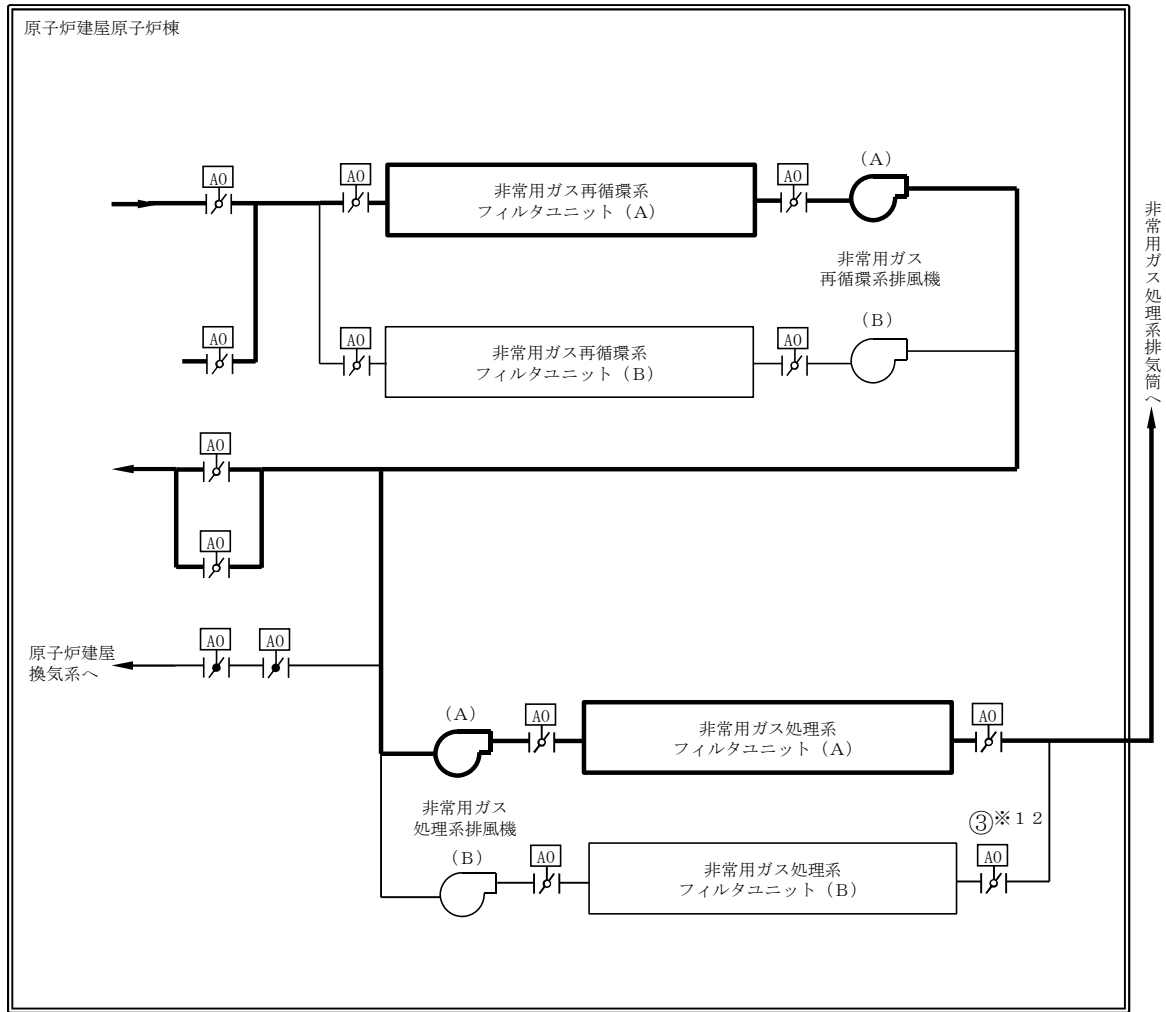 原子炉建屋原子炉棟
AO
AO
AO
(A)
非常用ガス再循環系
フィルタユニット(A)
非常用ガス
再循環系排風機
AO
AO
AO
(B)
非常用ガス再循環系
フィルタユニット(B)
非常用ガス処理系排気筒へ
AO
AO
AO
AO
原子炉建屋
換気系へ
(A)
AO
非常用ガス処理系
フィルタユニット(A)
AO
非常用ガス
処理系排風機
③※12
(B)
AO
非常用ガス処理系
フィルタユニット(B)
AO